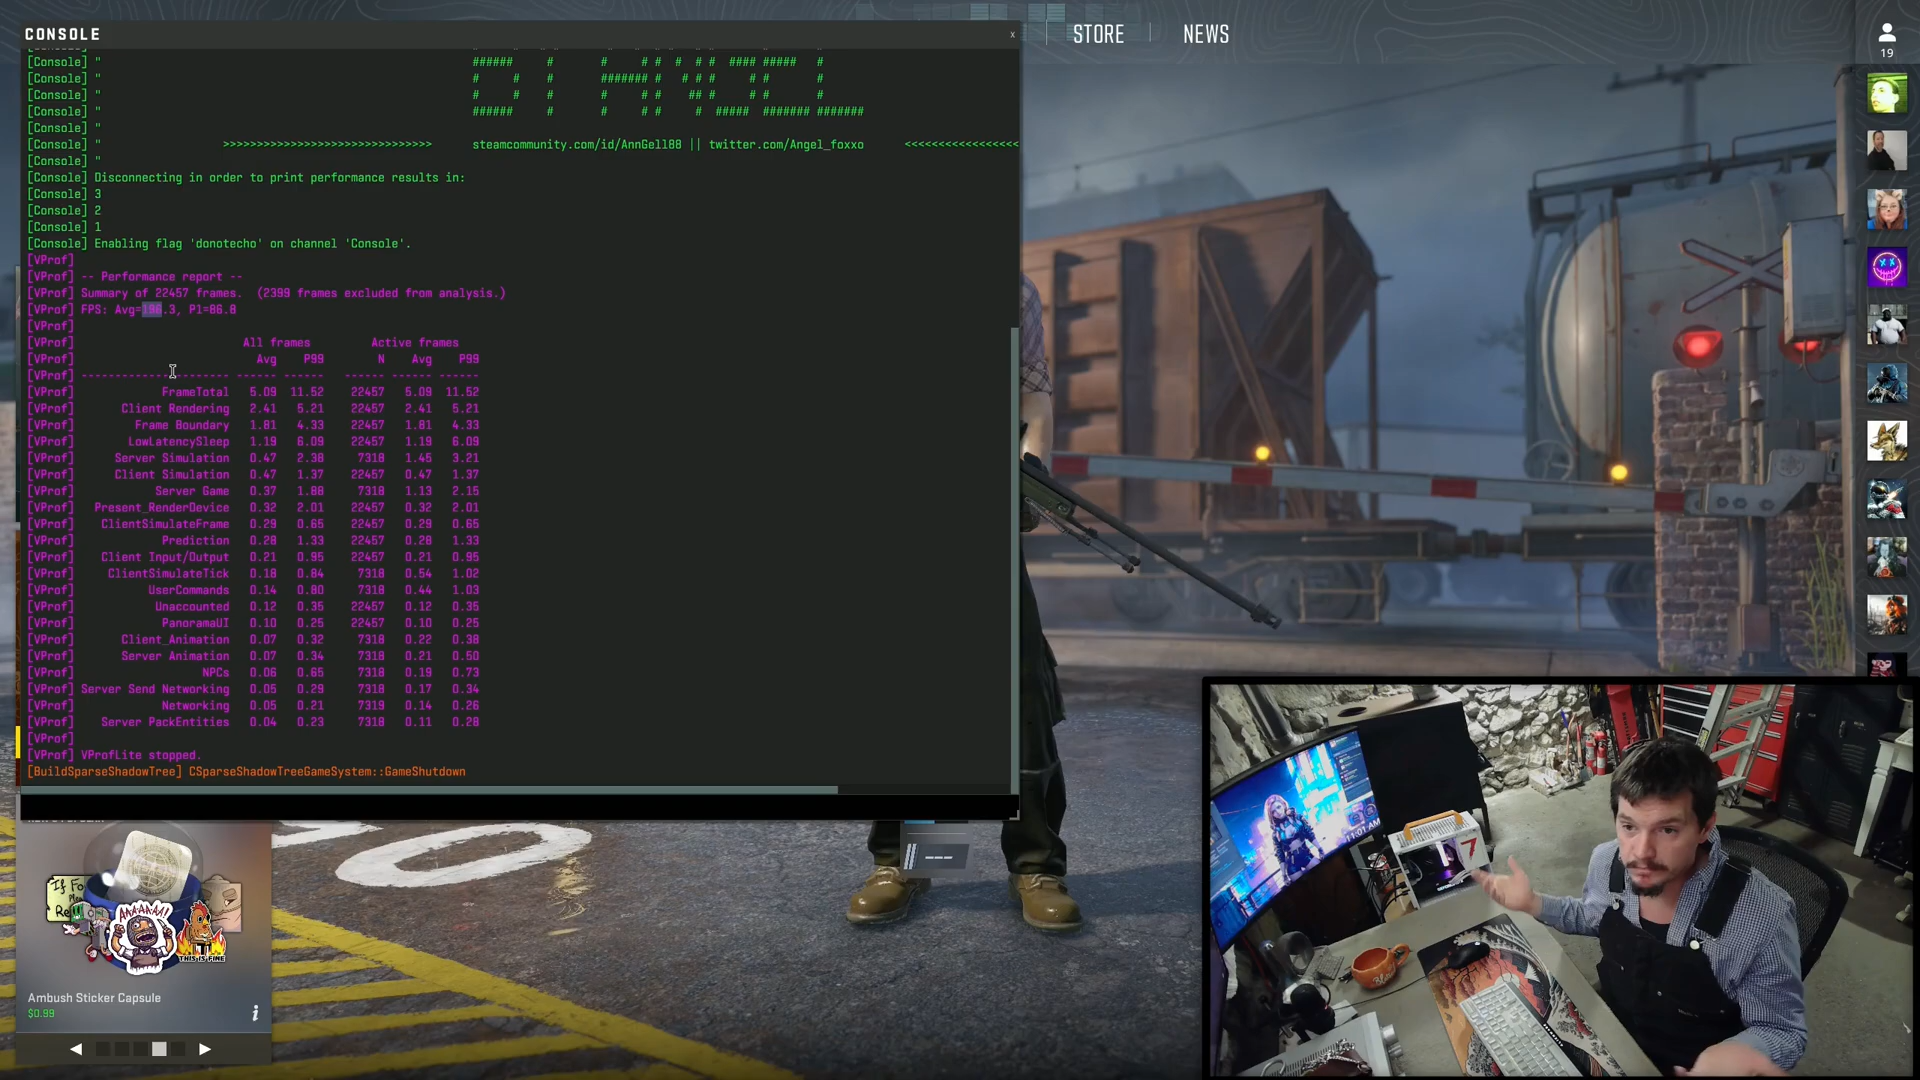 CONSOLE
x
STORE
NEWS
19
[Console] "                    ######     #       #     # #  #  # #  #### #####   #
[Console] "                    #     #    #       ####### #  # # #      # #       #
[Console] "                    #     #    #       #     # #    ## #     # #       #
[Console] "                    ######     #       #     # #     #  #####  ####### #######
[Console] "
[Console] "          >>>>>>>>>>>>>>>>>>>>>>>>>>>>>>>      steamcommunity.com/id/AnnGell88 || twitter.com/Angel_foxxo      <<<<<<<<<<<<<<<<<
[Console] "
[Console] Disconnecting in order to print performance results in:
[Console] 3
[Console] 2
[Console] 1
[Console] Enabling flag 'donotecho' on channel 'Console'.
[VProf]
[VProf] -- Performance report --
[VProf] Summary of 22457 frames.  (2399 frames excluded from analysis.)
[VProf] FPS: Avg=196.3, P1=86.8
[VProf]
[VProf] All frames Active frames
[VProf] Avg P99 N Avg P99
[VProf] ---------------------- ------ ------ ------ ------ ------
[VProf] FrameTotal 5.09 11.52 22457 5.09 11.52
[VProf] Client Rendering 2.41 5.21 22457 2.41 5.21
[VProf] Frame Boundary 1.81 4.33 22457 1.81 4.33
[VProf] LowLatencySleep 1.19 6.09 22457 1.19 6.09
[VProf] Server Simulation 0.47 2.38 7318 1.45 3.21
[VProf] Client Simulation 0.47 1.37 22457 0.47 1.37
[VProf] Server Game 0.37 1.88 7318 1.13 2.15
[VProf] Present_RenderDevice 0.32 2.01 22457 0.32 2.01
[VProf] ClientSimulateFrame 0.29 0.65 22457 0.29 0.65
[VProf] Prediction 0.28 1.33 22457 0.28 1.33
[VProf] Client Input/Output 0.21 0.95 22457 0.21 0.95
[VProf] ClientSimulateTick 0.18 0.84 7318 0.54 1.02
[VProf] UserCommands 0.14 0.80 7318 0.44 1.03
[VProf] Unaccounted 0.12 0.35 22457 0.12 0.35
[VProf] PanoramaUI 0.10 0.25 22457 0.10 0.25
[VProf] Client_Animation 0.07 0.32 7318 0.22 0.38
[VProf] Server Animation 0.07 0.34 7318 0.21 0.50
[VProf] NPCs 0.06 0.65 7318 0.19 0.73
[VProf] Server Send Networking 0.05 0.29 7318 0.17 0.34
[VProf] Networking 0.05 0.21 7319 0.14 0.26
[VProf] Server PackEntities 0.04 0.23 7318 0.11 0.28
[VProf]
[VProf] VProfLite stopped.
[BuildSparseShadowTree] CSparseShadowTreeGameSystem::GameShutdown
If Fo
AAAAAAA!
THIS IS FINE
Ambush Sticker Capsule
$0.99
i
11:01 AM
7